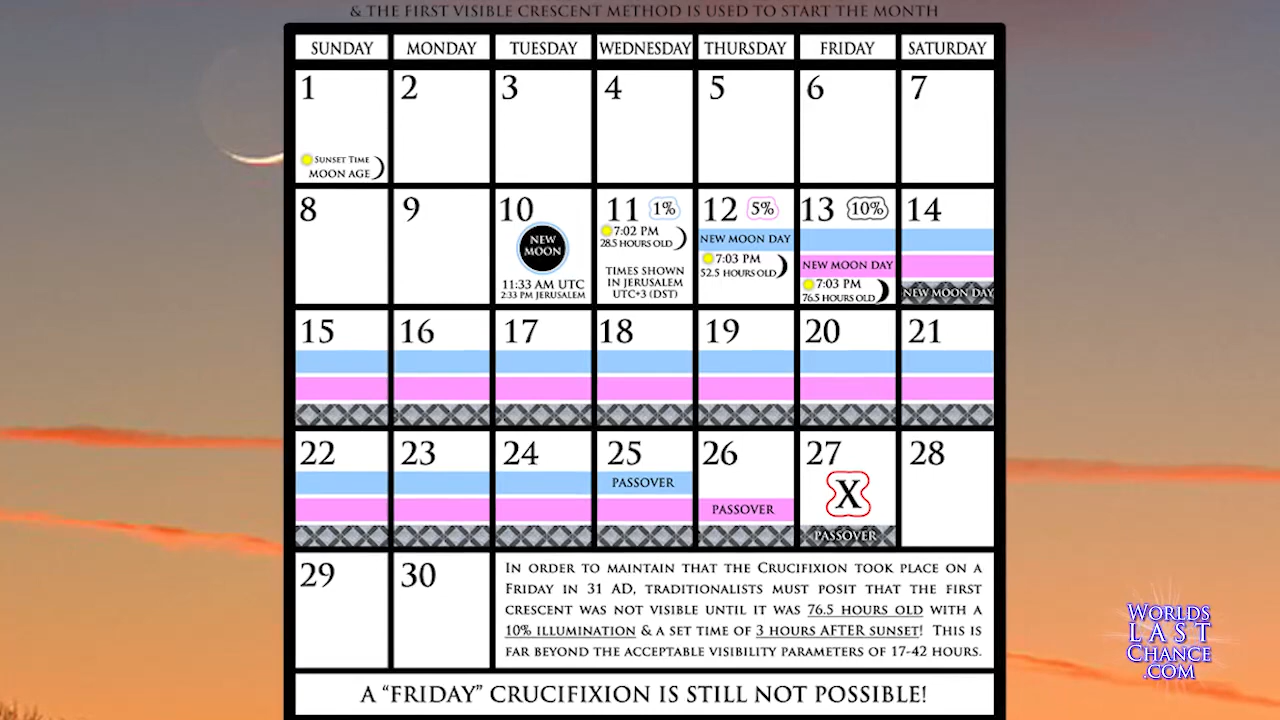 & THE FIRST VISIBLE CRESCENT METHOD IS USED TO START THE MONTH
SUNDAY MONDAY TUESDAY WEDNESDAY THURSDAY FRIDAY SATURDAY
1 2 3 4 5 6 7
SUNSET TIME
MOON AGE
8 9 10 11 1% 12 5% 13 10% 14
NEW MOON
11:33 AM UTC
2:33 PM JERUSALEM
7:02 PM
28.5 HOURS OLD
TIMES SHOWN
IN JERUSALEM
UTC+3 (DST)
NEW MOON DAY
7:03 PM
52.5 HOURS OLD
NEW MOON DAY
7:03 PM
76.5 HOURS OLD
NEW MOON DAY
15 16 17 18 19 20 21
22 23 24 25 26 27 28
PASSOVER
PASSOVER
X
PASSOVER
29 30
IN ORDER TO MAINTAIN THAT THE CRUCIFIXION TOOK PLACE ON A
FRIDAY IN 31 AD, TRADITIONALISTS MUST POSIT THAT THE FIRST
CRESCENT WAS NOT VISIBLE UNTIL IT WAS 76.5 HOURS OLD WITH A
10% ILLUMINATION & A SET TIME OF 3 HOURS AFTER SUNSET! THIS IS
FAR BEYOND THE ACCEPTABLE VISIBILITY PARAMETERS OF 17-42 HOURS.
A "FRIDAY" CRUCIFIXION IS STILL NOT POSSIBLE!
WORLDS
LAST
CHANCE
.COM